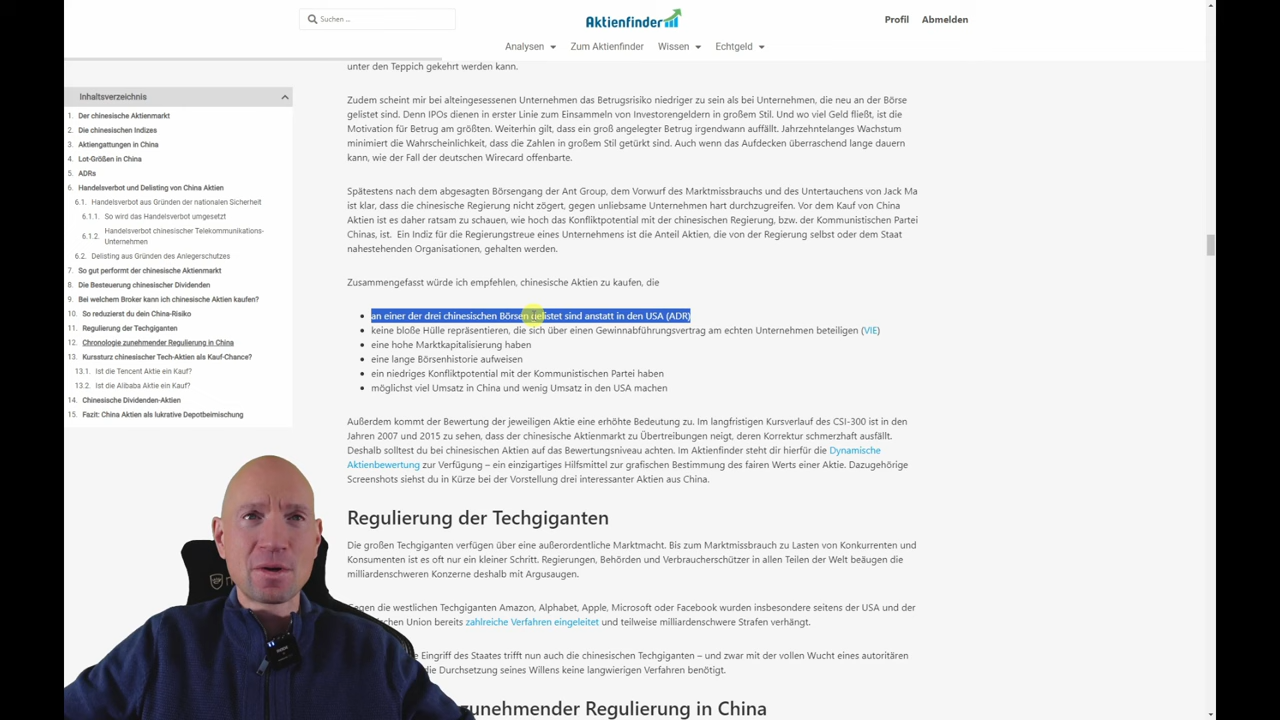 Suchen ...
Aktienfinder
Profil Abmelden
Analysen Zum Aktienfinder Wissen Echtgeld
Inhaltsverzeichnis
1. Der chinesische Aktienmarkt
2. Die chinesischen Indizes
3. Aktiengattungen in China
4. Lot-Größen in China
5. ADRs
6. Handelsverbot und Delisting von China Aktien
6.1. Handelsverbot aus Gründen der nationalen Sicherheit
6.1.1. So wird das Handelsverbot umgesetzt
6.1.2. Handelsverbot chinesischer Telekommunikations-
Unternehmen
6.2. Delisting aus Gründen des Anlegerschutzes
7. So gut performt der chinesische Aktienmarkt
8. Die Besteuerung chinesischer Dividenden
9. Bei welchem Broker kann ich chinesische Aktien kaufen?
10. So reduzierst du dein China-Risiko
11. Regulierung der Techgiganten
12. Chronologie zunehmender Regulierung in China
13. Kurssturz chinesischer Tech-Aktien als Kauf-Chance?
13.1. Ist die Tencent Aktie ein Kauf?
13.2. Ist die Alibaba Aktie ein Kauf?
14. Chinesische Dividenden-Aktien
15. Fazit: China Aktien als lukrative Depotbeimischung
unter den Teppich gekehrt werden kann.
Zudem scheint mir bei alteingesessenen Unternehmen das Betrugsrisiko niedriger zu sein als bei Unternehmen, die neu an der Börse
gelistet sind. Denn IPOs dienen in erster Linie zum Einsammeln von Investorengeldern in großem Stil. Und wo viel Geld fließt, ist die
Motivation für Betrug am größten. Weiterhin gilt, dass ein groß angelegter Betrug irgendwann auffällt. Jahrzehntelanges Wachstum
minimiert die Wahrscheinlichkeit, dass die Zahlen in großem Stil getürkt sind. Auch wenn das Aufdecken überraschend lange dauern
kann, wie der Fall der deutschen Wirecard offenbarte.
Spätestens nach dem abgesagten Börsengang der Ant Group, dem Vorwurf des Marktmissbrauchs und des Untertauchens von Jack Ma
ist klar, dass die chinesische Regierung nicht zögert, gegen unliebsame Unternehmen hart durchzugreifen. Vor dem Kauf von China
Aktien ist es daher ratsam zu schauen, wie hoch das Konfliktpotential mit der chinesischen Regierung, bzw. der Kommunistischen Partei
Chinas, ist. Ein Indiz für die Regierungstreue eines Unternehmens ist die Anteil Aktien, die von der Regierung selbst oder dem Staat
nahestehenden Organisationen, gehalten werden.
Zusammengefasst würde ich empfehlen, chinesische Aktien zu kaufen, die
an einer der drei chinesischen Börsen gelistet sind anstatt in den USA (ADR)
keine bloße Hülle repräsentieren, die sich über einen Gewinnabführungsvertrag am echten Unternehmen beteiligen (VIE)
eine hohe Marktkapitalisierung haben
eine lange Börsenhistorie aufweisen
ein niedriges Konfliktpotential mit der Kommunistischen Partei haben
möglichst viel Umsatz in China und wenig Umsatz in den USA machen
Außerdem kommt der Bewertung der jeweiligen Aktie eine erhöhte Bedeutung zu. Im langfristigen Kursverlauf des CSI-300 ist in den
Jahren 2007 und 2015 zu sehen, dass der chinesische Aktienmarkt zu Übertreibungen neigt, deren Korrektur schmerzhaft ausfällt.
Deshalb solltest du bei chinesischen Aktien auf das Bewertungsniveau achten. Im Aktienfinder steht dir hierfür die Dynamische
Aktienbewertung zur Verfügung – ein einzigartiges Hilfsmittel zur grafischen Bestimmung des fairen Werts einer Aktie. Dazugehörige
Screenshots siehst du in Kürze bei der Vorstellung drei interessanter Aktien aus China.
Regulierung der Techgiganten
Die großen Techgiganten verfügen über eine außerordentliche Marktmacht. Bis zum Marktmissbrauch zu Lasten von Konkurrenten und
Konsumenten ist es oft nur ein kleiner Schritt. Regierungen, Behörden und Verbraucherschützer in allen Teilen der Welt beäugen die
milliardenschweren Konzerne deshalb mit Argusaugen.
Gegen die westlichen Techgiganten Amazon, Alphabet, Apple, Microsoft oder Facebook wurden insbesondere seitens der USA und der
ischen Union bereits zahlreiche Verfahren eingeleitet und teilweise milliardenschwere Strafen verhängt.
e Eingriff des Staates trifft nun auch die chinesischen Techgiganten – und zwar mit der vollen Wucht eines autoritären
die Durchsetzung seines Willens keine langwierigen Verfahren benötigt.
zunehmender Regulierung in China